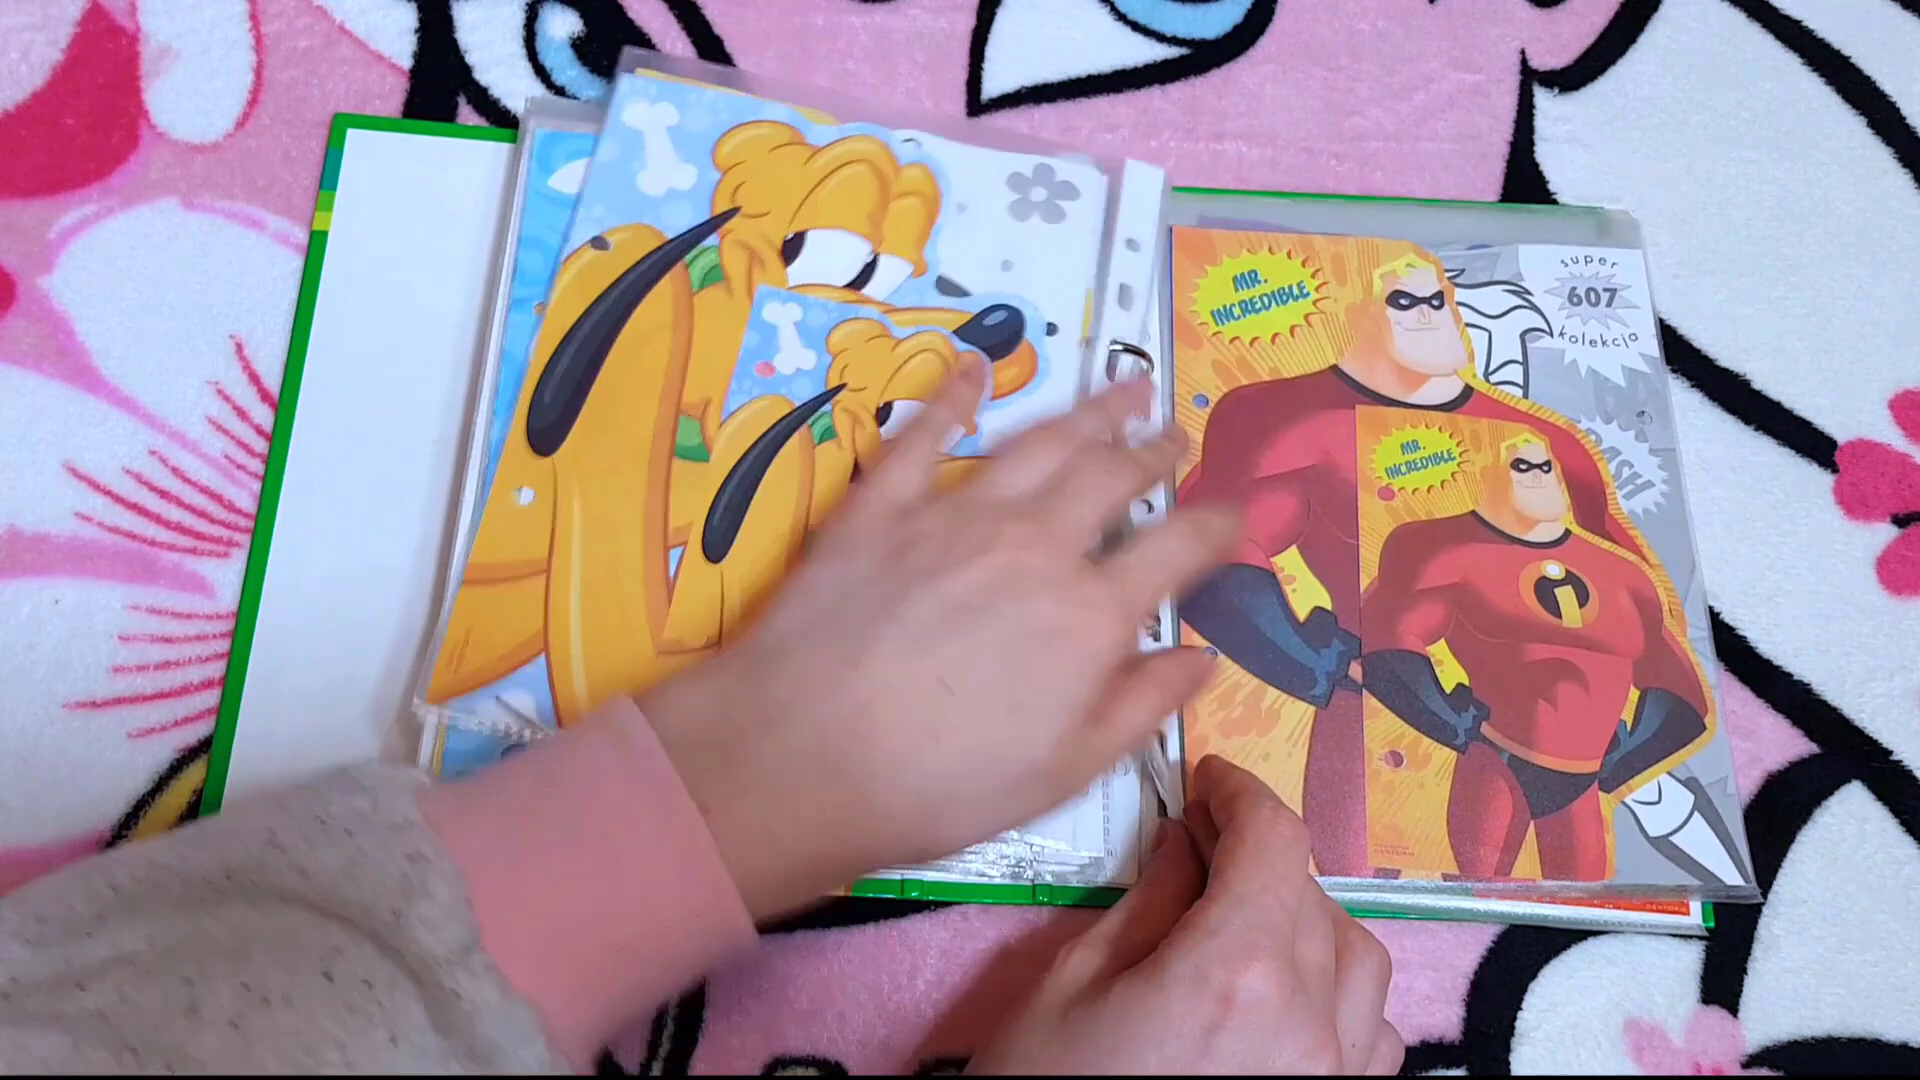 MR.
INCREDIBLE
super
607
kolekcja
MR.
INCREDIBLE